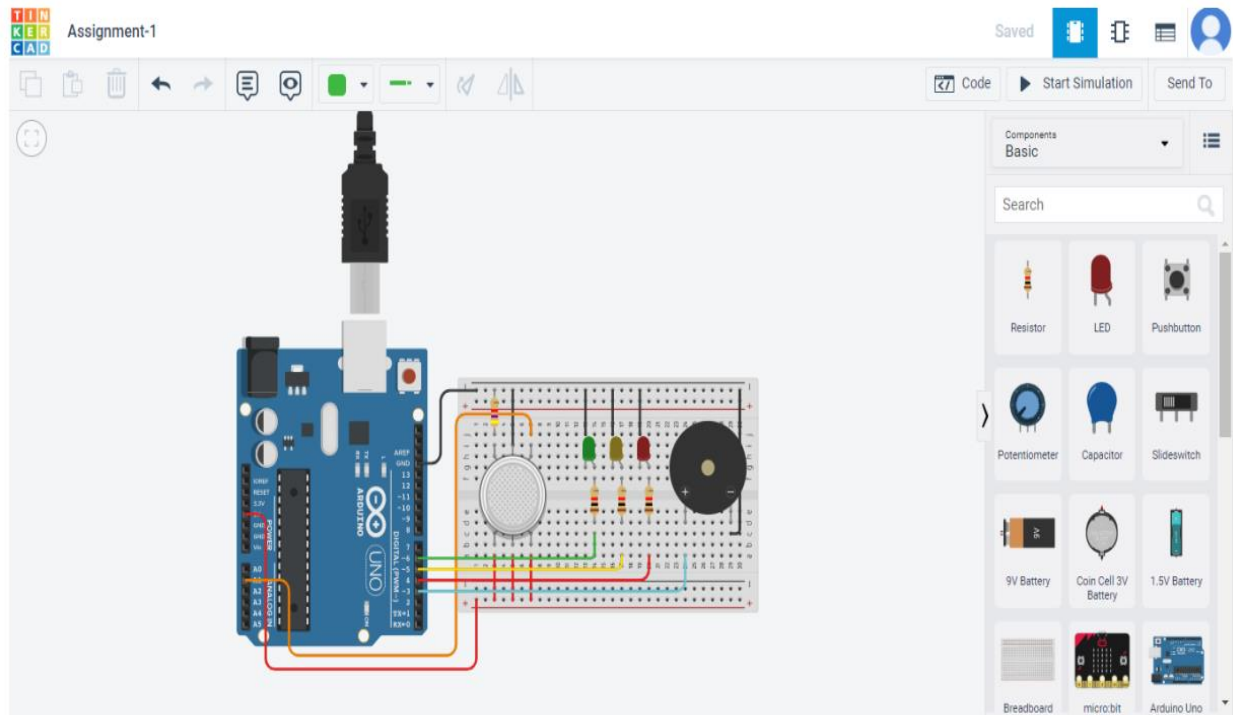 TIN
KER
CAD
Assignment-1
Saved
Code
Start Simulation
Send To
Components
Basic
Search
Resistor
LED
Pushbutton
Potentiometer
Capacitor
Slideswitch
9V Battery
Coin Cell 3V
Battery
1.5V Battery
Breadboard
micro:bit
Arduino Uno
AREF
GND
13
12
~11
~10
~9
8
7
~6
~5
4
~3
2
TX→1
RX←0
DIGITAL (PWM~)
ARDUINO
UNO
TX
RX
L
ON
IOREF
RESET
3.3V
GND
GND
Vin
POWER
A0
A1
A2
A3
A4
A5
ANALOG IN